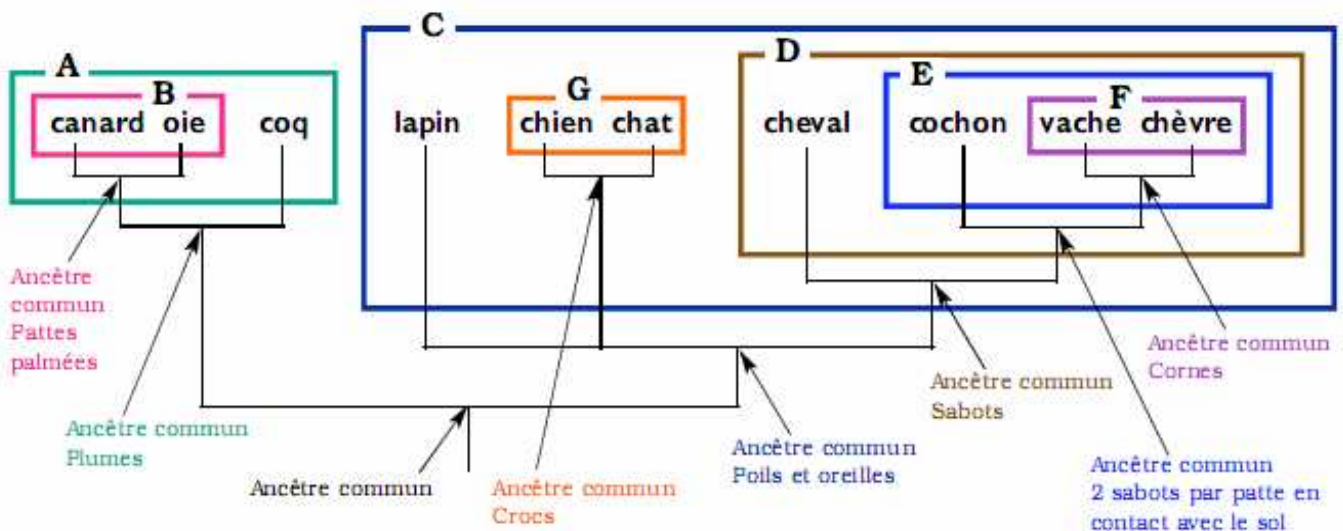 C
D
A
E
B
G
F
canard oie coq lapin chien chat cheval cochon vache chèvre
Ancêtre
commun
Pattes
palmées
Ancêtre commun
Plumes
Ancêtre commun
Ancêtre commun
Crocs
Ancêtre commun
Poils et oreilles
Ancêtre commun
Sabots
Ancêtre commun
Cornes
Ancêtre commun
2 sabots par patte en
contact avec le sol